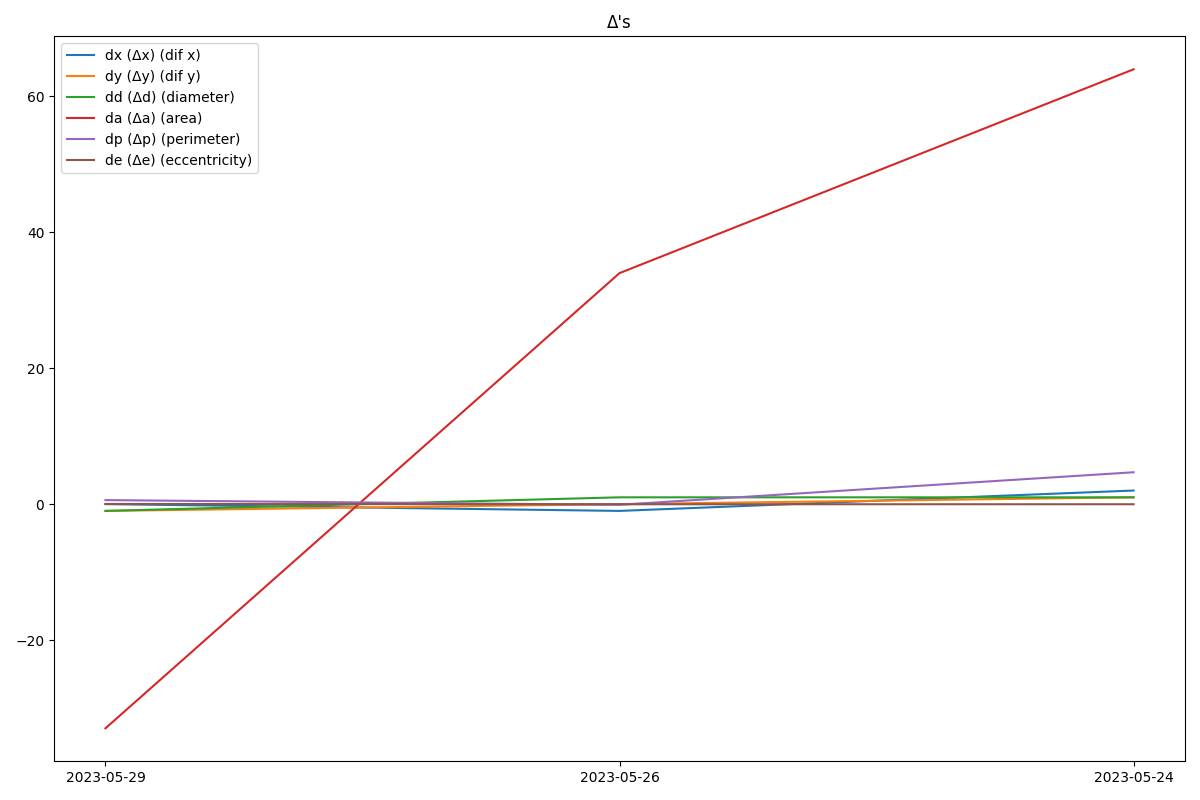 Δ's
dx (Δx) (dif x)
dy (Δy) (dif y)
dd (Δd) (diameter)
da (Δa) (area)
dp (Δp) (perimeter)
de (Δe) (eccentricity)
60
40
20
0
−20
2023-05-29
2023-05-26
2023-05-24